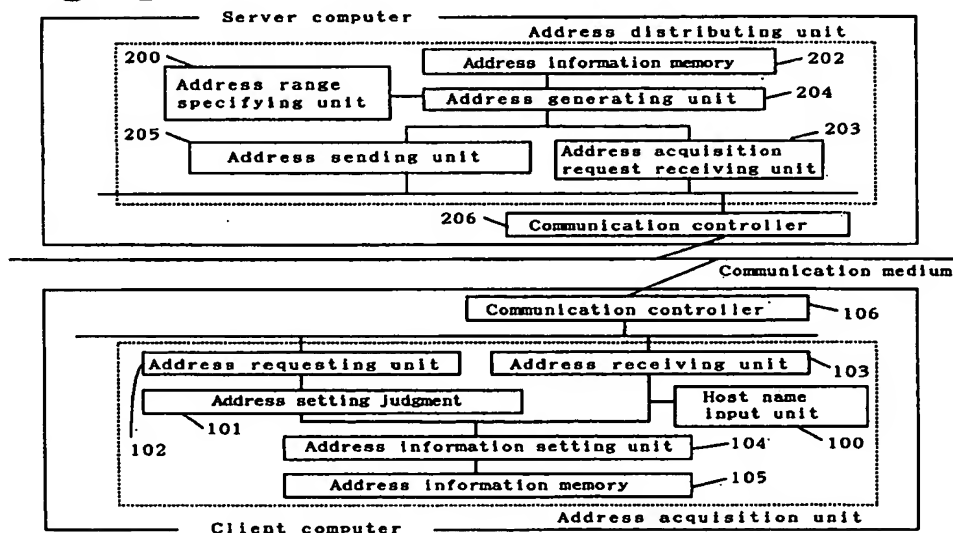 Server computer
Address distributing unit
200
Address information memory
202
Address range
specifying unit
Address generating unit
204
205
203
Address sending unit
Address acquisition
request receiving unit
206
Communication controller
Communication medium
Communication controller
106
Address requesting unit
Address receiving unit
103
Address setting judgment
Host name
input unit
102
101
100
Address information setting unit
104
Address information memory
105
Client computer
Address acquisition unit